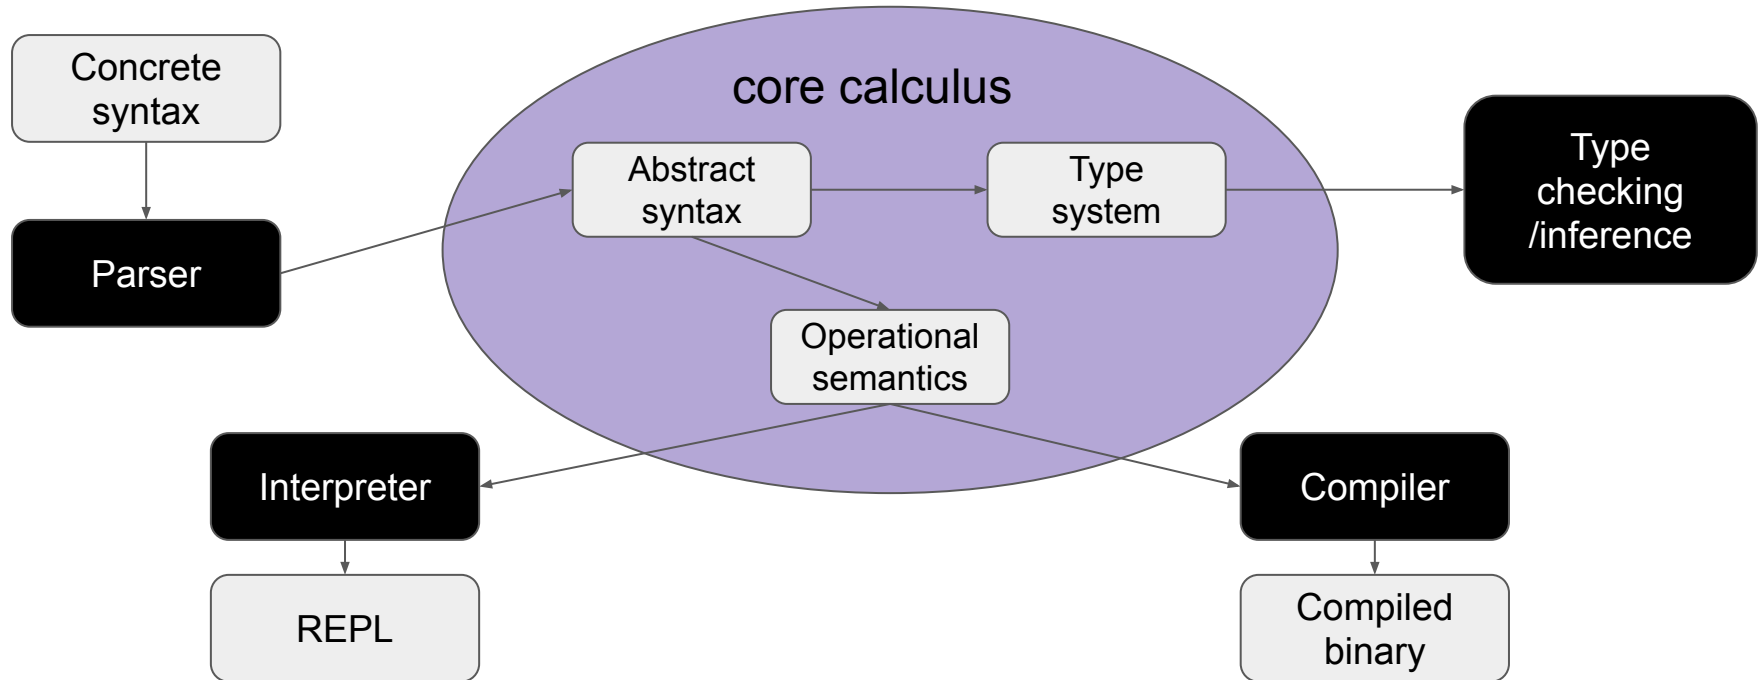 Concrete
syntax
core calculus
Abstract
syntax
Type
system
Type
checking
/inference
Parser
Operational
semantics
Interpreter
Compiler
REPL
Compiled
binary